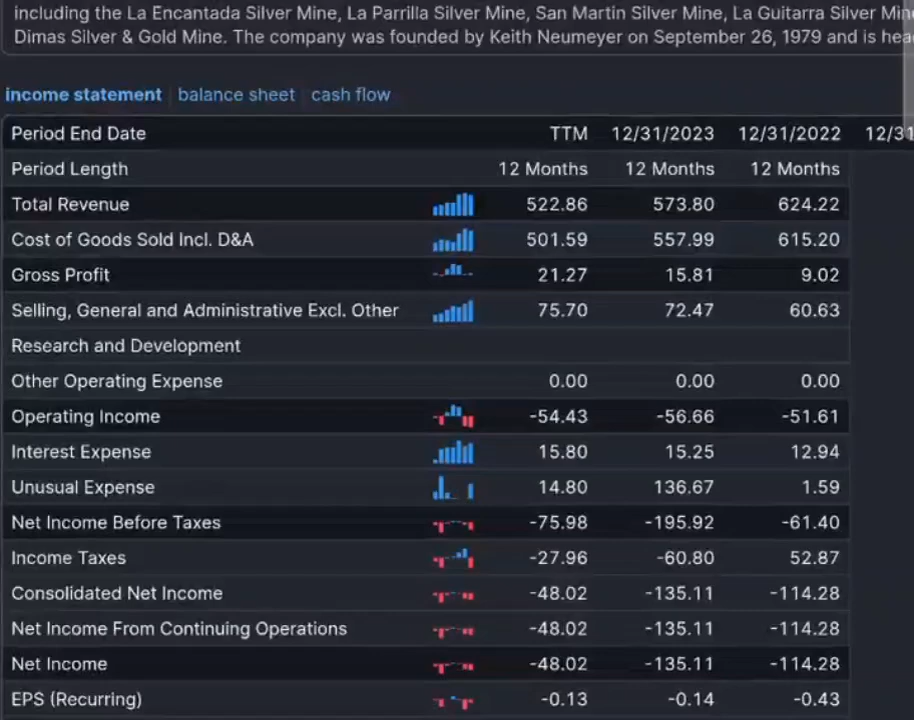 including the La Encantada Silver Mine, La Parrilla Silver Mine, San Martin Silver Mine, La Guitarra Silver
Dimas Silver & Gold Mine. The company was founded by Keith Neumeyer on September 26, 1979 and is
income statement balance sheet cash flow
Period End Date TTM 12/31/2023 12/31/2022 12/31
Period Length 12 Months 12 Months 12 Months
Total Revenue 522.86 573.80 624.22
Cost of Goods Sold Incl. D&A 501.59 557.99 615.20
Gross Profit 21.27 15.81 9.02
Selling, General and Administrative Excl. Other 75.70 72.47 60.63
Research and Development
Other Operating Expense 0.00 0.00 0.00
Operating Income -54.43 -56.66 -51.61
Interest Expense 15.80 15.25 12.94
Unusual Expense 14.80 136.67 1.59
Net Income Before Taxes -75.98 -195.92 -61.40
Income Taxes -27.96 -60.80 52.87
Consolidated Net Income -48.02 -135.11 -114.28
Net Income From Continuing Operations -48.02 -135.11 -114.28
Net Income -48.02 -135.11 -114.28
EPS (Recurring) -0.13 -0.14 -0.43